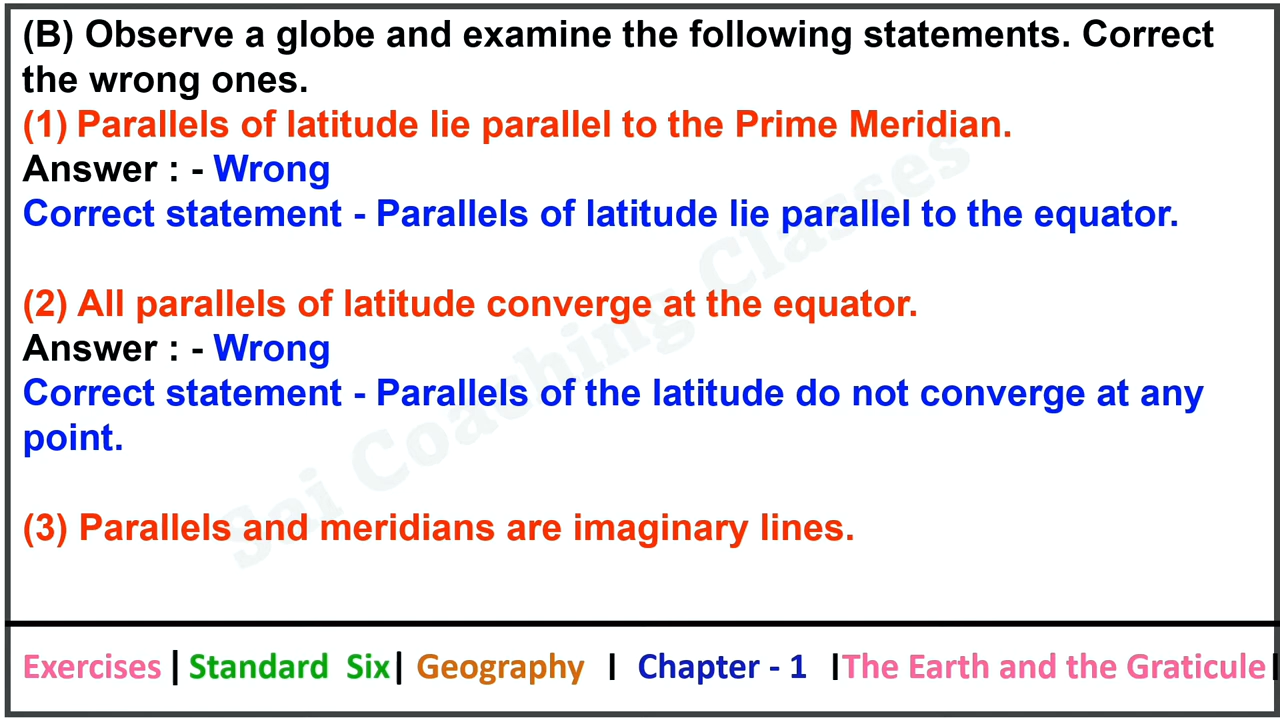 (B) Observe a globe and examine the following statements. Correct
the wrong ones.
(1) Parallels of latitude lie parallel to the Prime Meridian.
Answer : - Wrong
Correct statement - Parallels of latitude lie parallel to the equator.
(2) All parallels of latitude converge at the equator.
Answer : - Wrong
Correct statement - Parallels of the latitude do not converge at any
point.
(3) Parallels and meridians are imaginary lines.
Sai Coaching Classes
Exercises | Standard Six| Geography | Chapter - 1 |The Earth and the Graticule|